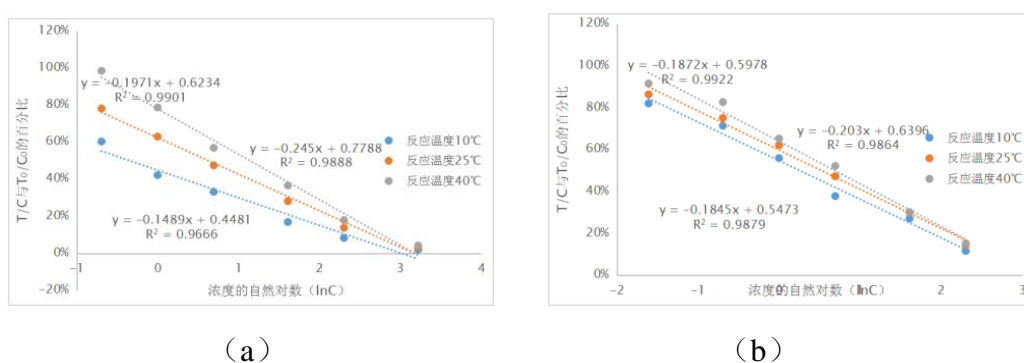 120%
100%
80%
60%
40%
20%
0%
−20%
−1
0
1
2
3
4
T/C与T₀/C₀的百分比
浓度的自然对数（lnC）
y = −0.1971x + 0.6234
R² = 0.9901
y = −0.245x + 0.7788
R² = 0.9888
y = −0.1489x + 0.4481
R² = 0.9666
反应温度10℃
反应温度25℃
反应温度40℃
（a）
120%
100%
80%
60%
40%
20%
0%
−2
−1
0
1
2
3
T/C与T₀/C₀的百分比
浓度的自然对数（lnC）
y = −0.1872x + 0.5978
R² = 0.9922
y = −0.203x + 0.6396
R² = 0.9864
y = −0.1845x + 0.5473
R² = 0.9879
反应温度10℃
反应温度25℃
反应温度40℃
（b）